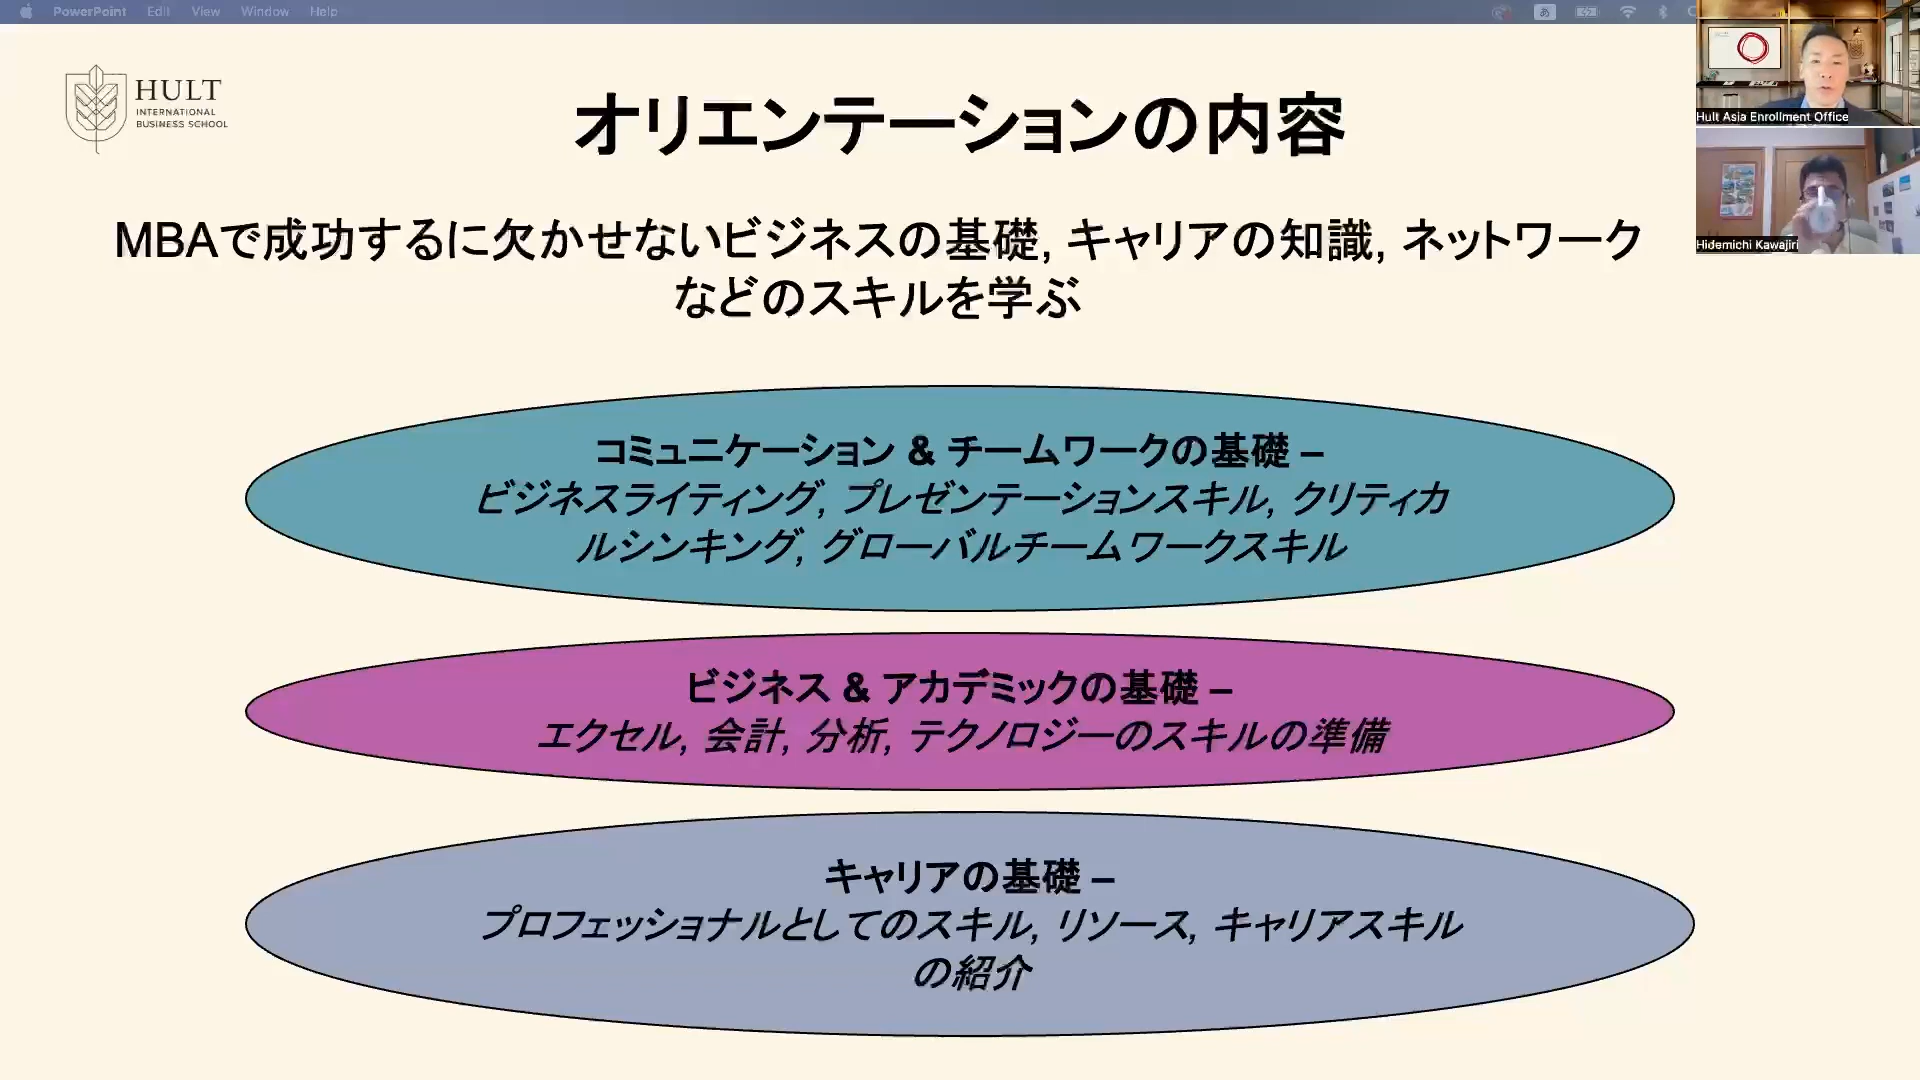 PowerPoint Edit View Window Help
あ
HULT
INTERNATIONAL
BUSINESS SCHOOL
オリエンテーションの内容
Hult Asia Enrollment Office
Hidemichi Kawajiri
MBAで成功するに欠かせないビジネスの基礎, キャリアの知識, ネットワーク
などのスキルを学ぶ
コミュニケーション & チームワークの基礎 –
ビジネスライティング, プレゼンテーションスキル, クリティカ
ルシンキング, グローバルチームワークスキル
ビジネス & アカデミックの基礎 –
エクセル, 会計, 分析, テクノロジーのスキルの準備
キャリアの基礎 –
プロフェッショナルとしてのスキル, リソース, キャリアスキル
の紹介